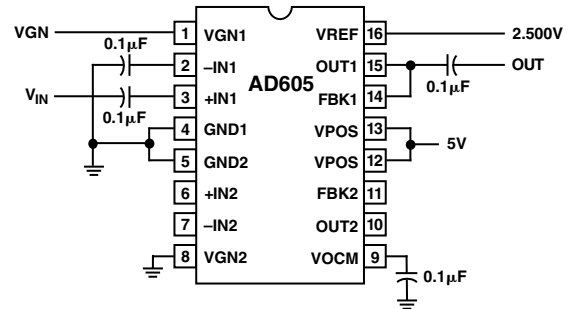 VGN
0.1μF
VIN
0.1μF
AD605
1 VGN1
2 –IN1
3 +IN1
4 GND1
5 GND2
6 +IN2
7 –IN2
8 VGN2
VREF 16
OUT1 15
FBK1 14
VPOS 13
VPOS 12
FBK2 11
OUT2 10
VOCM 9
2.500V
OUT
0.1μF
5V
0.1μF